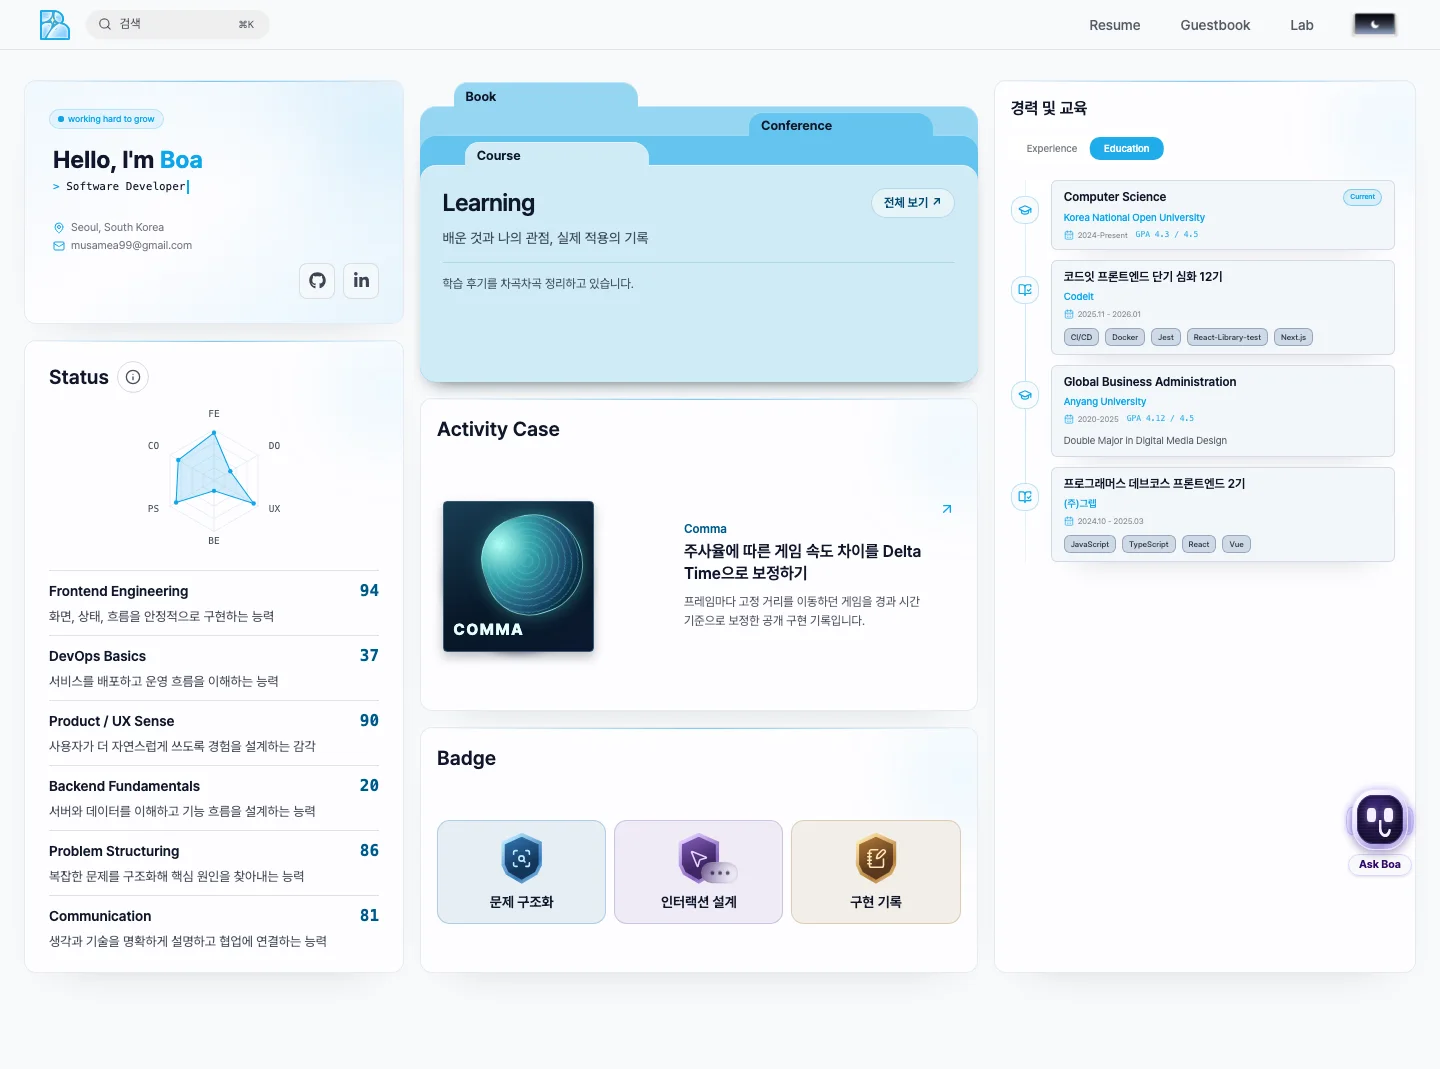 검색
⌘K
Resume
Guestbook
Lab
working hard to grow
Hello, I'm Boa
> Software Developer
Seoul, South Korea
musamea99@gmail.com
Status
FE
CO
DO
PS
UX
BE
Frontend Engineering
94
화면, 상태, 흐름을 안정적으로 구현하는 능력
DevOps Basics
37
서비스를 배포하고 운영 흐름을 이해하는 능력
Product / UX Sense
90
사용자가 더 자연스럽게 쓰도록 경험을 설계하는 감각
Backend Fundamentals
20
서버와 데이터를 이해하고 기능 흐름을 설계하는 능력
Problem Structuring
86
복잡한 문제를 구조화해 핵심 원인을 찾아내는 능력
Communication
81
생각과 기술을 명확하게 설명하고 협업에 연결하는 능력
Book
Conference
Course
Learning
전체 보기
배운 것과 나의 관점, 실제 적용의 기록
학습 후기를 차곡차곡 정리하고 있습니다.
Activity Case
COMMA
Comma
주사율에 따른 게임 속도 차이를 Delta
Time으로 보정하기
프레임마다 고정 거리를 이동하던 게임을 경과 시간
기준으로 보정한 공개 구현 기록입니다.
Badge
문제 구조화
인터랙션 설계
구현 기록
경력 및 교육
Experience
Education
Computer Science
Current
Korea National Open University
2024-Present GPA 4.3 / 4.5
코드잇 프론트엔드 단기 심화 12기
Codeit
2025.11 - 2026.01
CI/CD
Docker
Jest
React-Library-test
Next.js
Global Business Administration
Anyang University
2020-2025 GPA 4.12 / 4.5
Double Major in Digital Media Design
프로그래머스 데브코스 프론트엔드 2기
(주)그렙
2024.10 - 2025.03
JavaScript
TypeScript
React
Vue
Ask Boa